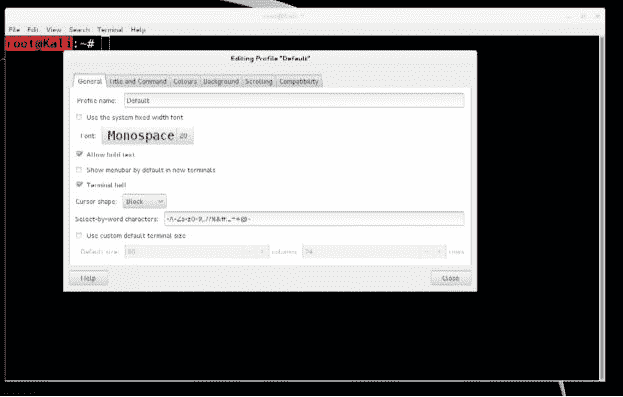 root@Kali: ~
File Edit View Search Terminal Help
root@Kali:~#
Editing Profile "Default"
General Title and Command Colours Background Scrolling Compatibility
Profile name: Default
Use the system fixed width font
Font: Monospace 20
Allow bold text
Show menubar by default in new terminals
Terminal bell
Cursor shape: Block
Select-by-word characters:
Use custom default terminal size
Default size: 80 columns 24 rows
Help Close